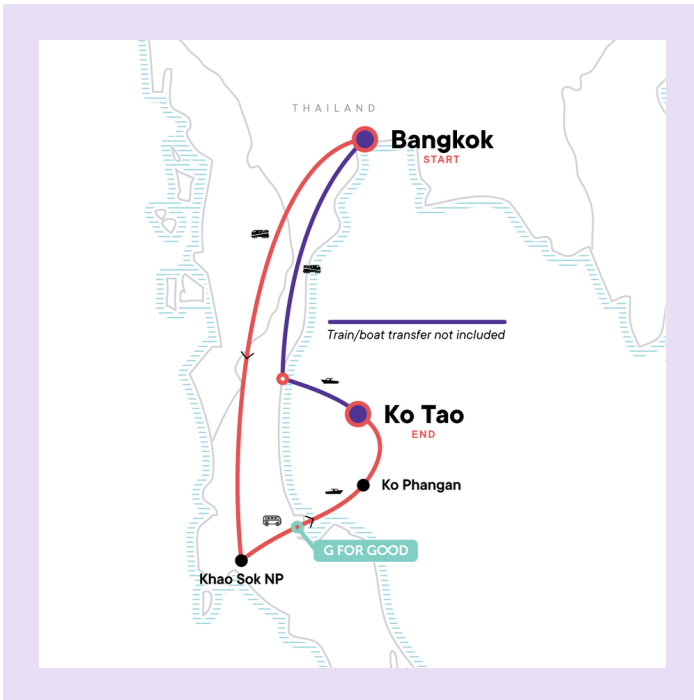 THAILAND
Bangkok
START
Train/boat transfer not included
Ko Tao
END
Ko Phangan
G FOR GOOD
Khao Sok NP